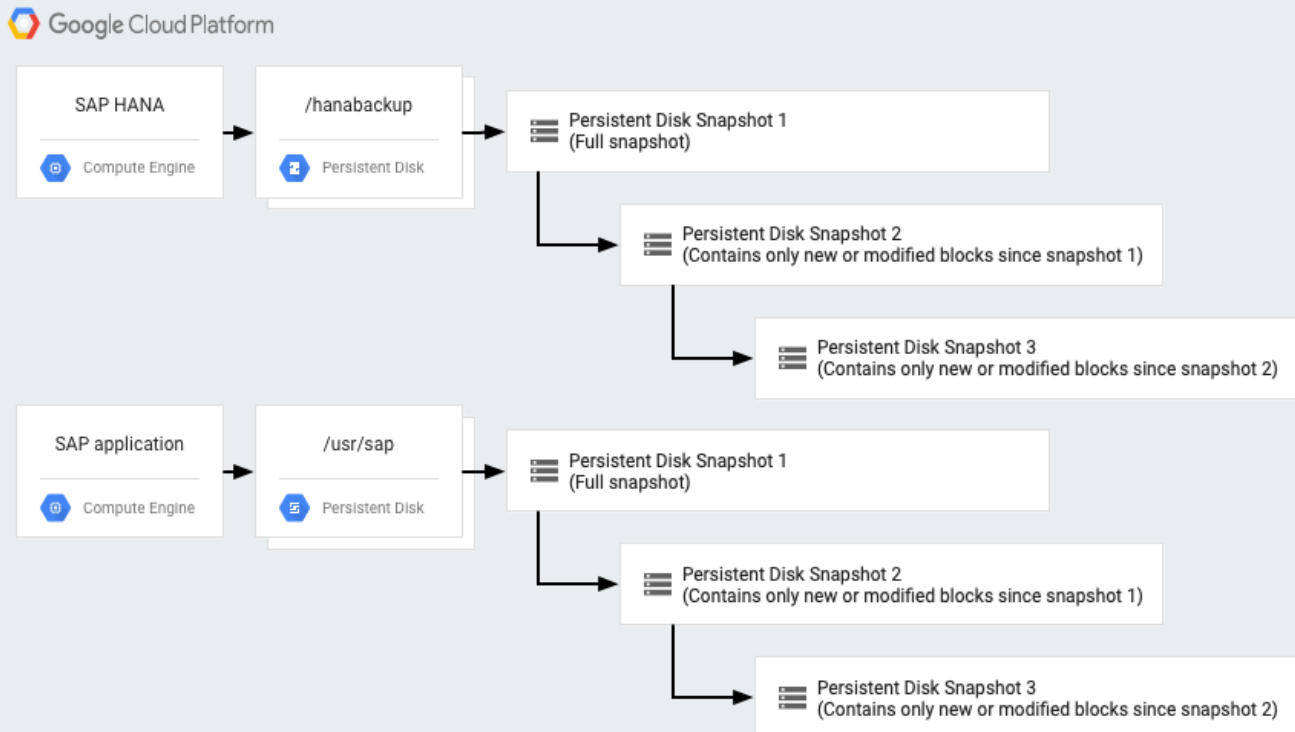 Google Cloud Platform
SAP HANA
Compute Engine
/hanabackup
Persistent Disk
Persistent Disk Snapshot 1
(Full snapshot)
Persistent Disk Snapshot 2
(Contains only new or modified blocks since snapshot 1)
Persistent Disk Snapshot 3
(Contains only new or modified blocks since snapshot 2)
SAP application
Compute Engine
/usr/sap
Persistent Disk
Persistent Disk Snapshot 1
(Full snapshot)
Persistent Disk Snapshot 2
(Contains only new or modified blocks since snapshot 1)
Persistent Disk Snapshot 3
(Contains only new or modified blocks since snapshot 2)